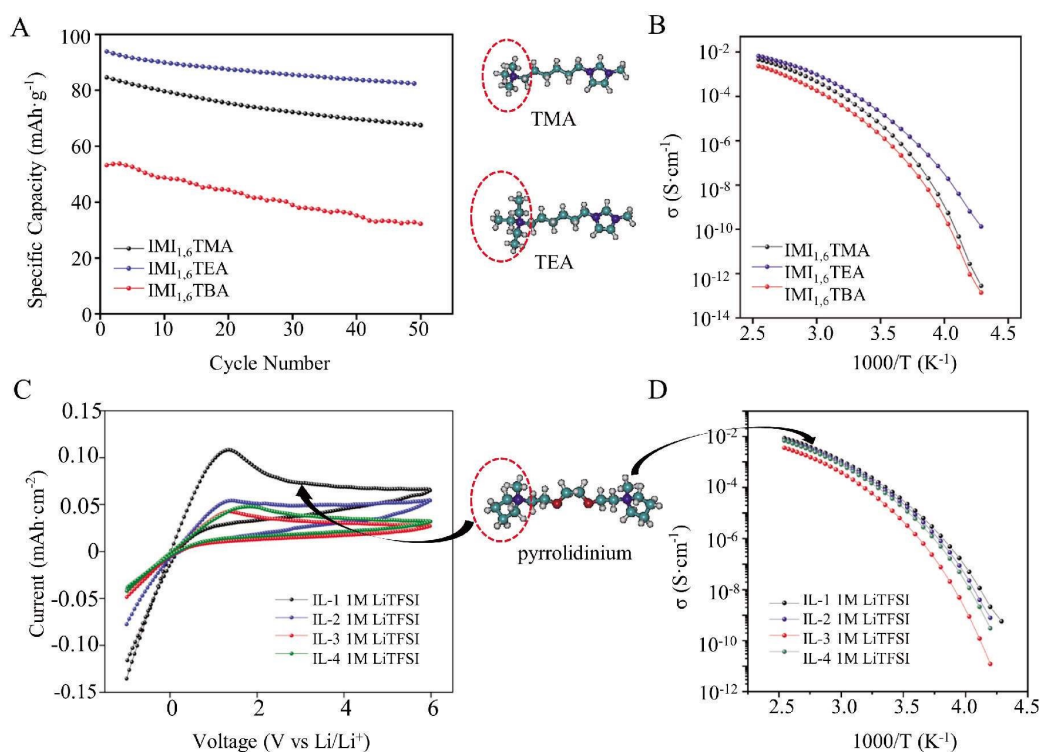 A
Specific Capacity (mAh·g⁻¹)
100
80
60
40
20
0
IMI₁,₆TMA
IMI₁,₆TEA
IMI₁,₆TBA
0 10 20 30 40 50
Cycle Number
TMA
TEA
B
σ (S·cm⁻¹)
10⁻²
10⁻⁴
10⁻⁶
10⁻⁸
10⁻¹⁰
10⁻¹²
10⁻¹⁴
IMI₁,₆TMA
IMI₁,₆TEA
IMI₁,₆TBA
2.5 3.0 3.5 4.0 4.5
1000/T (K⁻¹)
C
Current (mAh·cm⁻²)
0.15
0.10
0.05
0
-0.05
-0.10
-0.15
IL-1 1M LiTFSI
IL-2 1M LiTFSI
IL-3 1M LiTFSI
IL-4 1M LiTFSI
0 2 4 6
Voltage (V vs Li/Li⁺)
pyrrolidinium
D
σ (S·cm⁻¹)
10⁻²
10⁻⁴
10⁻⁶
10⁻⁸
10⁻¹⁰
10⁻¹²
IL-1 1M LiTFSI
IL-2 1M LiTFSI
IL-3 1M LiTFSI
IL-4 1M LiTFSI
2.5 3.0 3.5 4.0 4.5
1000/T (K⁻¹)